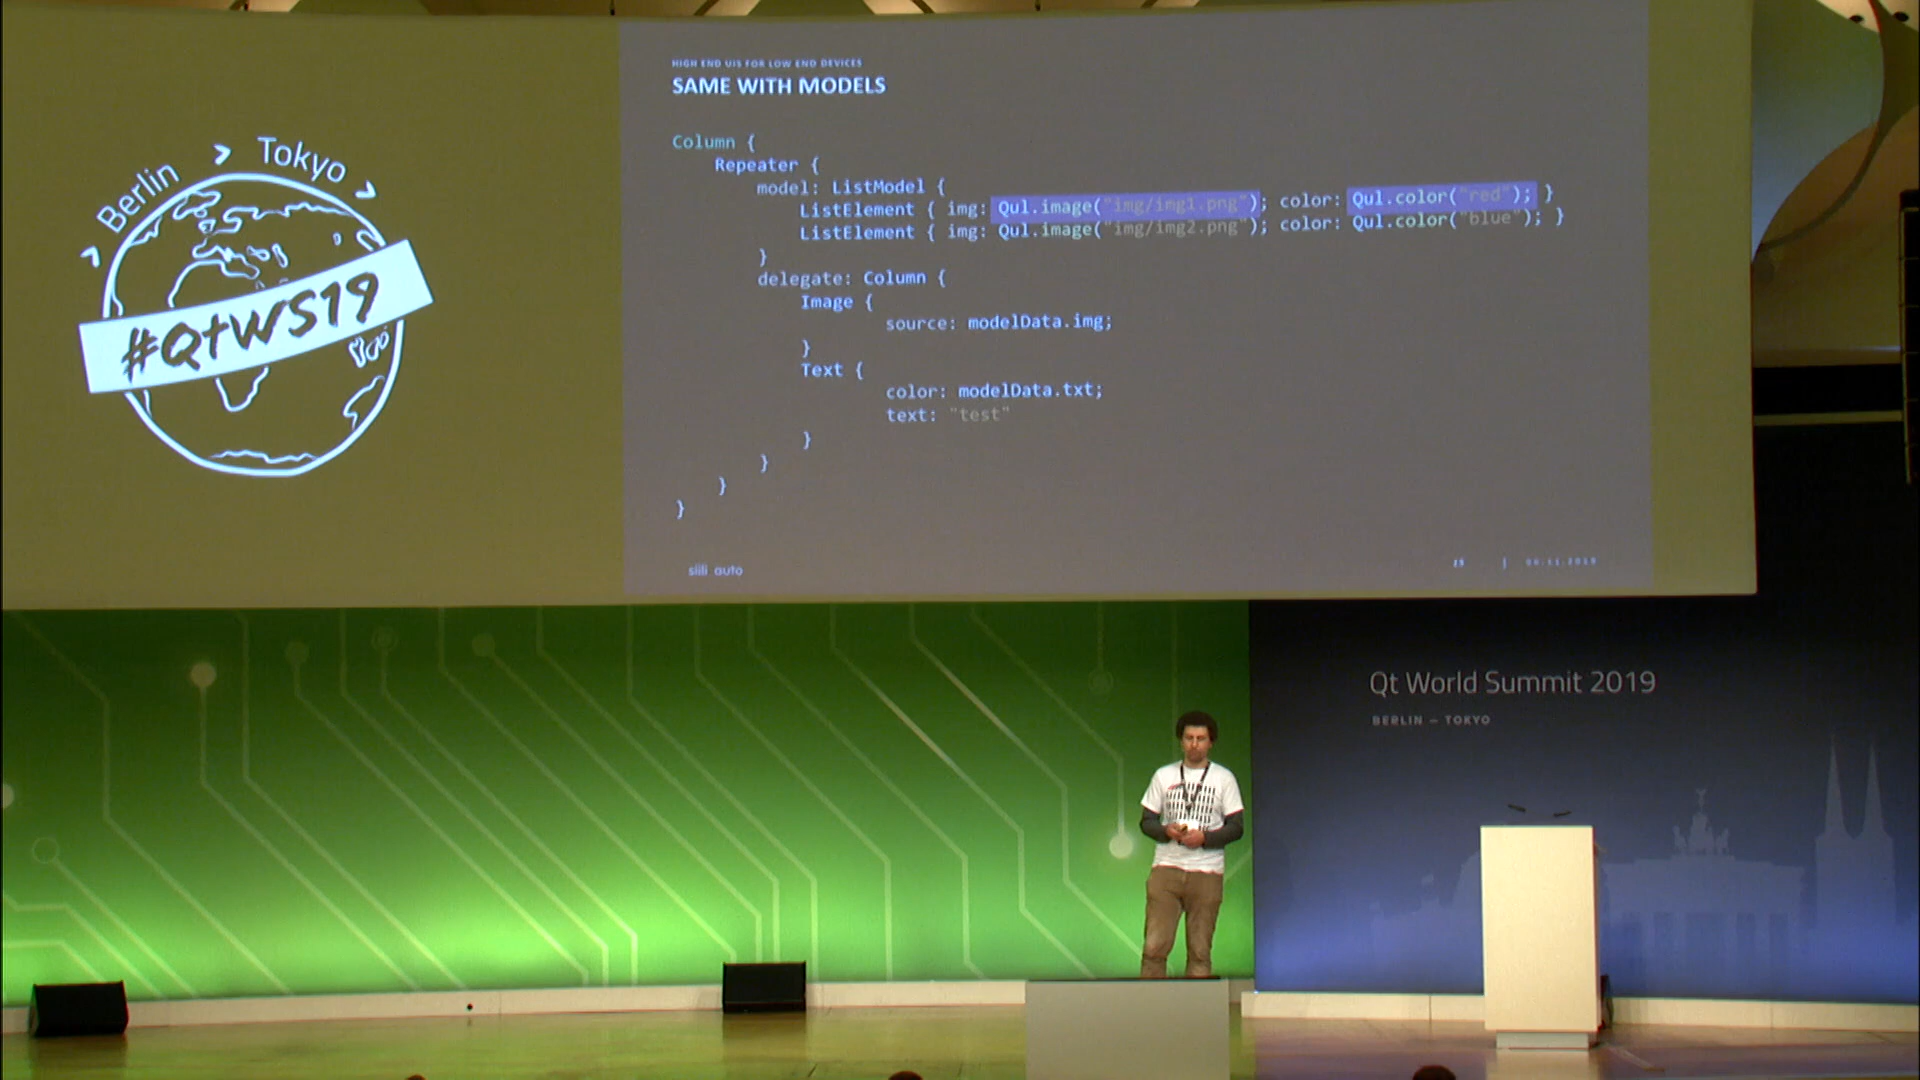 > Berlin > Tokyo >
#QtWS19
HIGH END UIS FOR LOW END DEVICES
SAME WITH MODELS
Column {
Repeater {
model: ListModel {
ListElement { img: Qul.image("img/img1.png"); color: Qul.color("red"); }
ListElement { img: Qul.image("img/img2.png"); color: Qul.color("blue"); }
}
delegate: Column {
Image {
source: modelData.img;
}
Text {
color: modelData.txt;
text: "test"
}
}
}
}
siili auto
|
Qt World Summit 2019
BERLIN – TOKYO